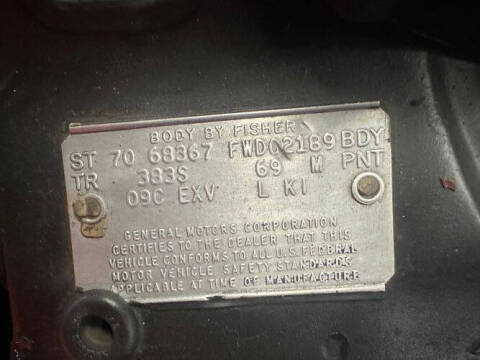 BODY BY FISHER
ST 70 68367 FWD02189 BDY
TR 383S 69 M PNT
09C EXV L KI
GENERAL MOTORS CORPORATION
CERTIFIES TO THE DEALER THAT THIS
VEHICLE CONFORMS TO ALL U.S. FEDERAL
MOTOR VEHICLE SAFETY STANDARDS
APPLICABLE AT TIME OF MANUFACTURE